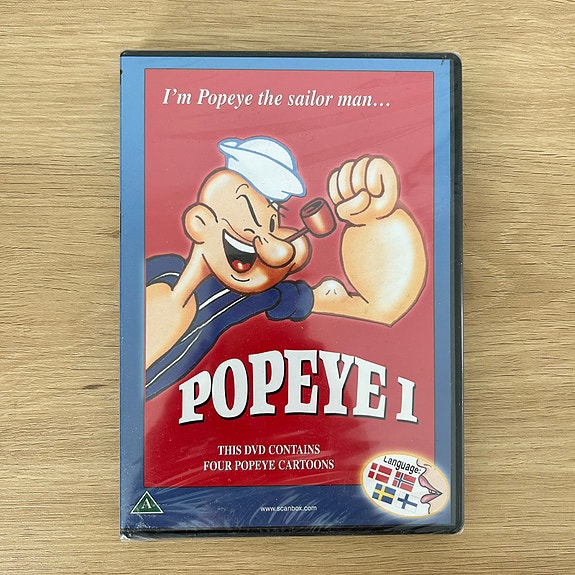 I'm Popeye the sailor man...
POPEYE 1
THIS DVD CONTAINS
FOUR POPEYE CARTOONS
Language:
A
www.scanbox.com